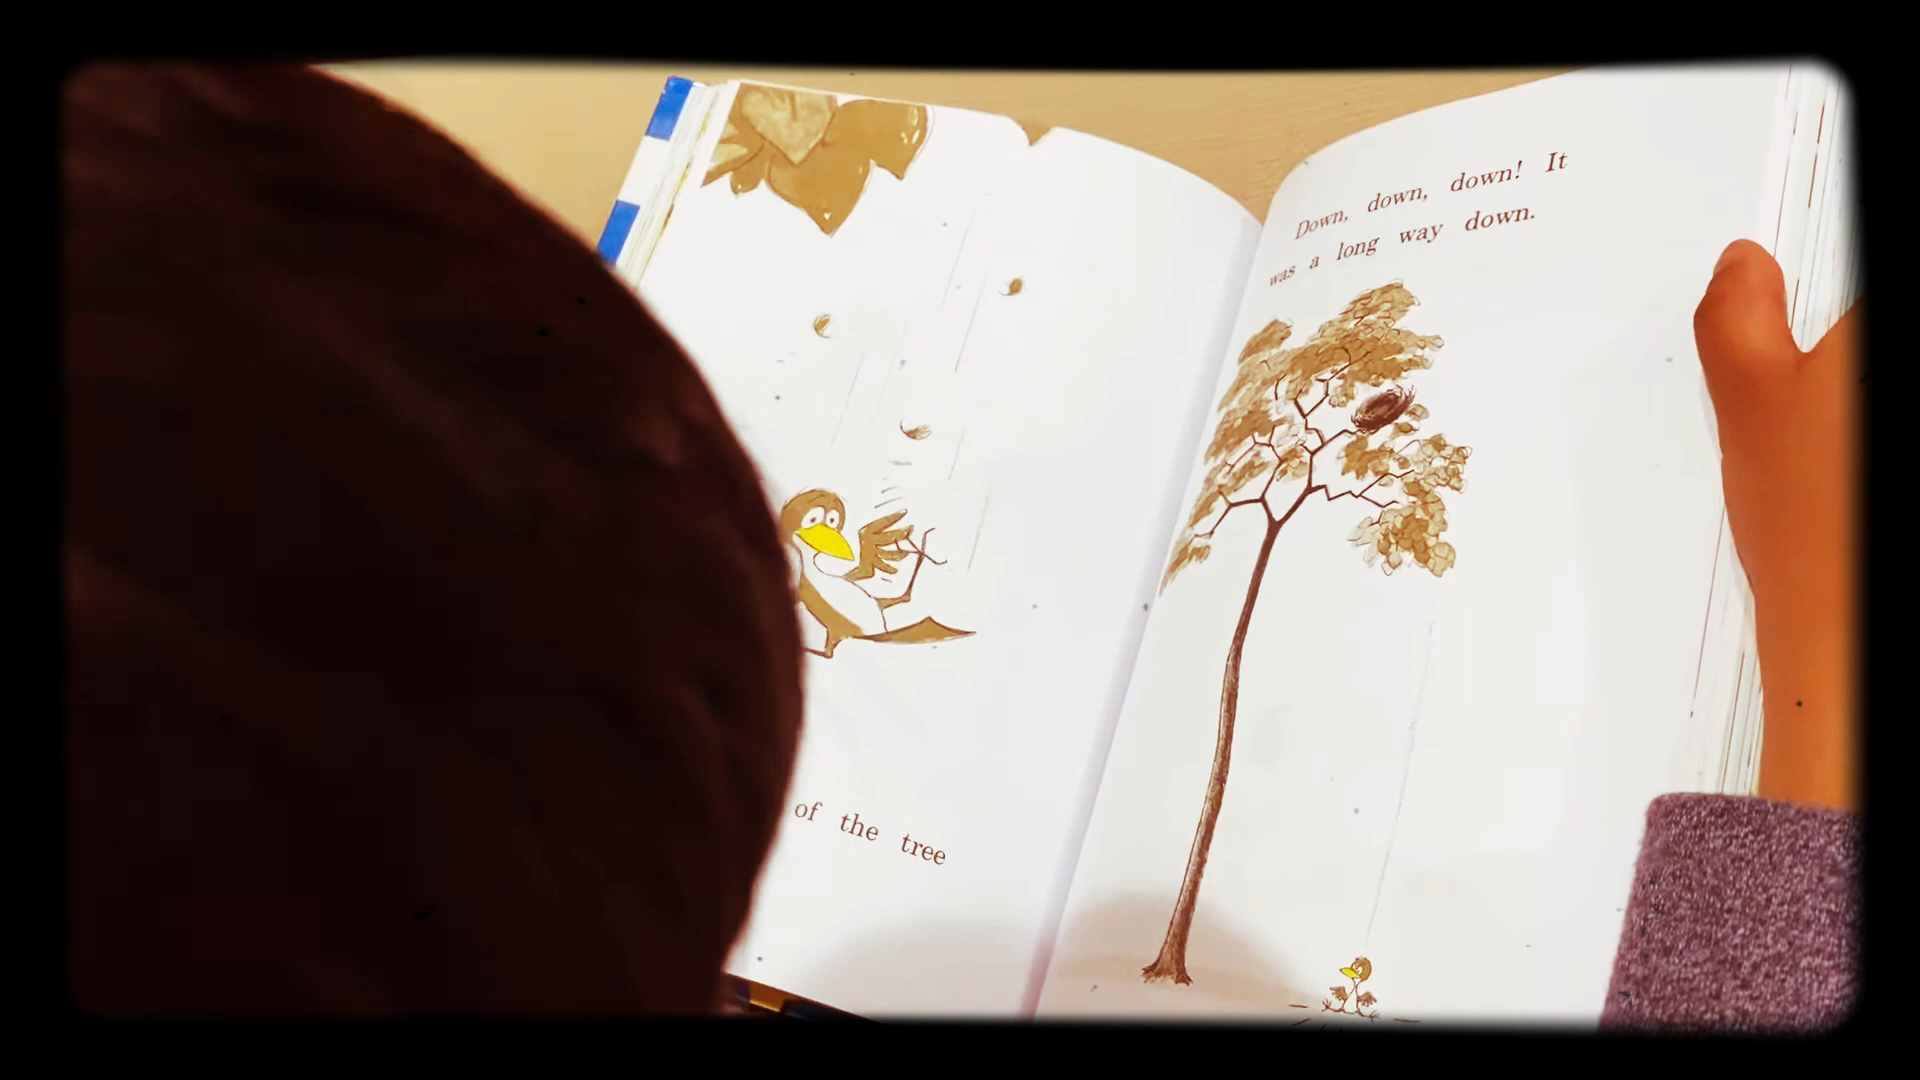 of the tree
Down, down, down! It
was a long way down.